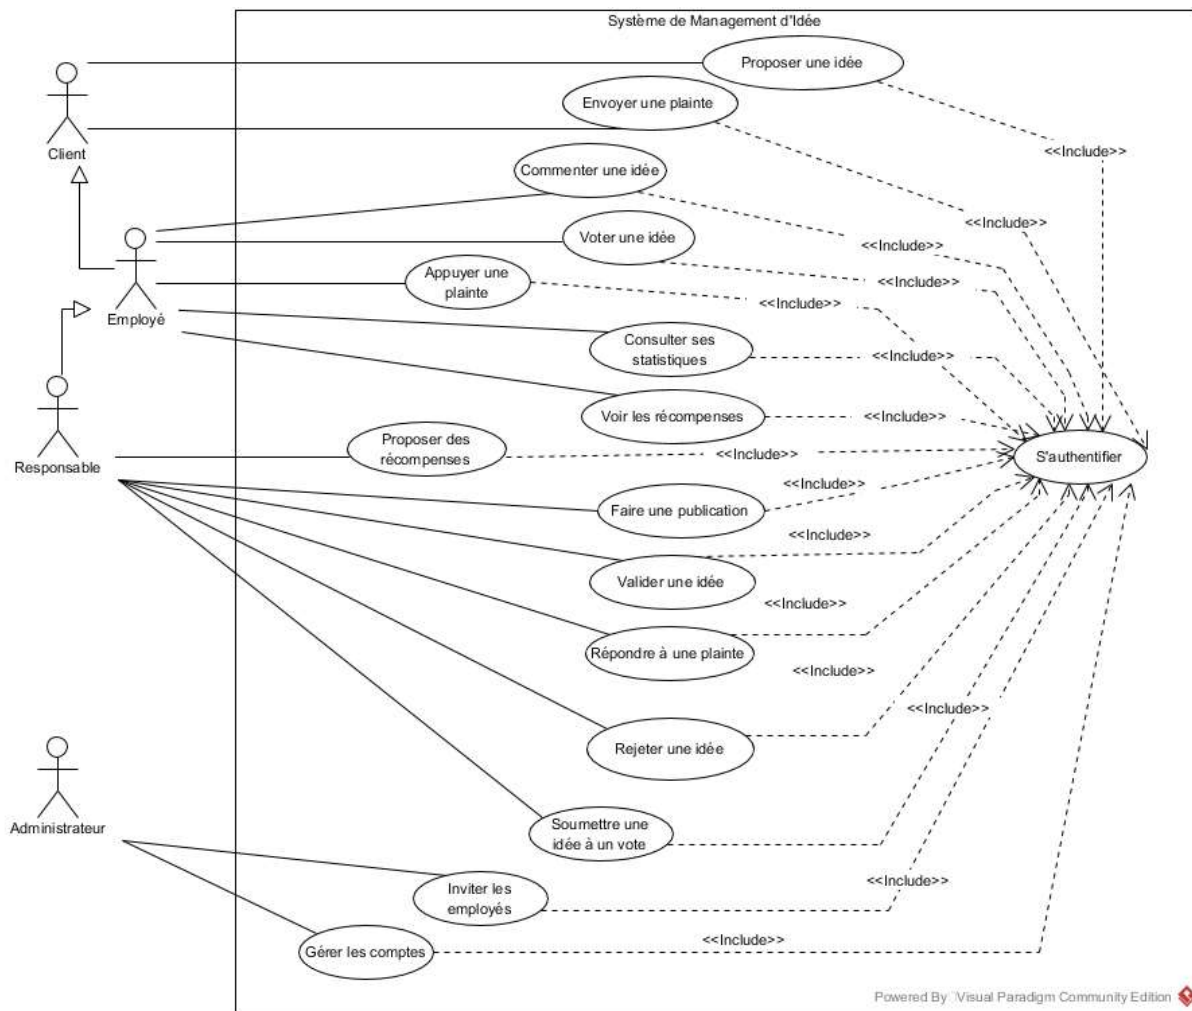 Système de Management d'Idée
Proposer une idée
Envoyer une plainte
<<Include>>
Client
Commenter une idée
<<Include>>
Voter une idée
<<Include>>
Appuyer une
plainte
<<Include>>
<<Include>>
Employé
Consulter ses
statistiques
<<Include>>
Voir les récompenses
<<Include>>
Proposer des
récompenses
<<Include>>
S'authentifier
Responsable
<<Include>>
Faire une publication
<<Include>>
Valider une idée
<<Include>>
Répondre à une plainte
<<Include>>
<<Include>>
Rejeter une idée
Administrateur
Soumettre une
idée à un vote
<<Include>>
Inviter les
employés
<<Include>>
Gérer les comptes
Powered By Visual Paradigm Community Edition